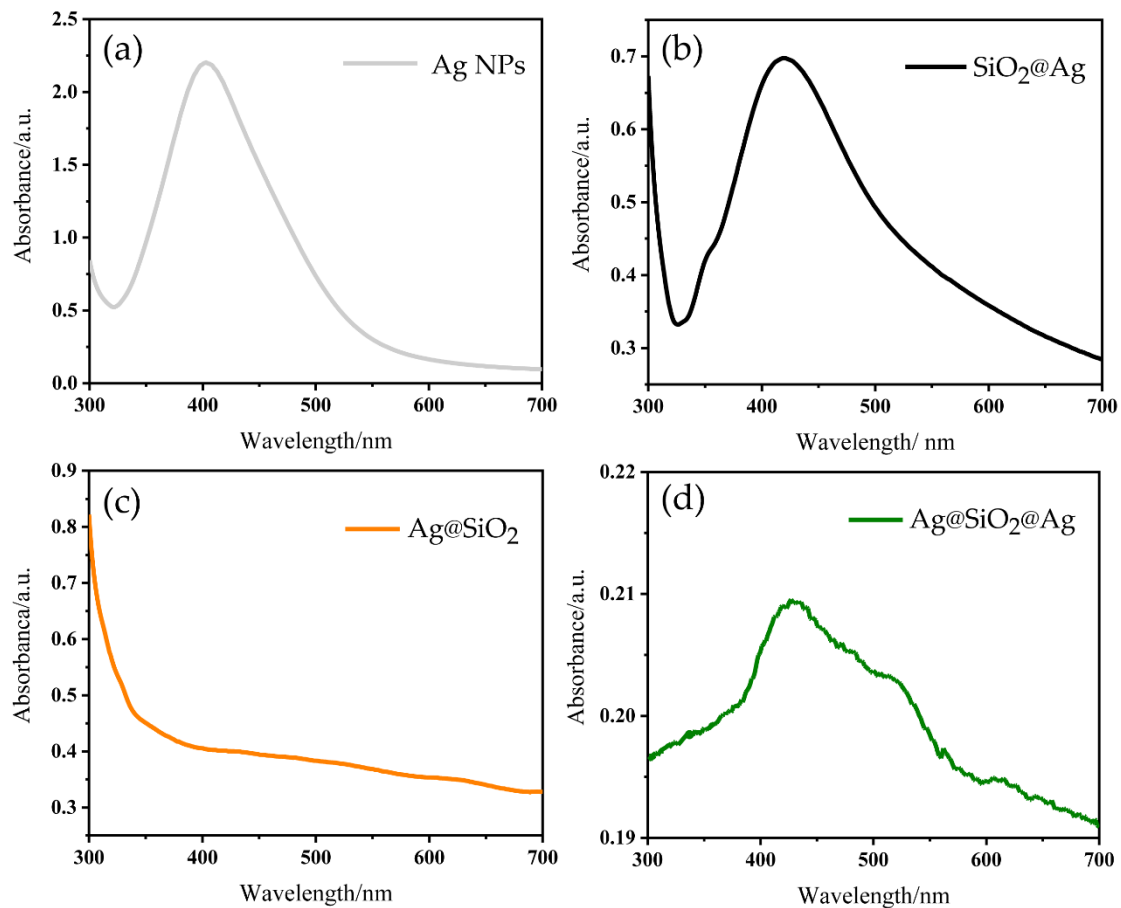 (a)
Ag NPs
Absorbance/a.u.
2.5
2.0
1.5
1.0
0.5
0.0
300 400 500 600 700
Wavelength/nm
(b)
SiO2@Ag
Absorbance/a.u.
0.7
0.6
0.5
0.4
0.3
300 400 500 600 700
Wavelength/ nm
(c)
Ag@SiO2
Absorbanca/a.u.
0.9
0.8
0.7
0.6
0.5
0.4
0.3
300 400 500 600 700
Wavelength/nm
(d)
Ag@SiO2@Ag
Absorbance/a.u.
0.22
0.21
0.20
0.19
300 400 500 600 700
Wavelength/nm